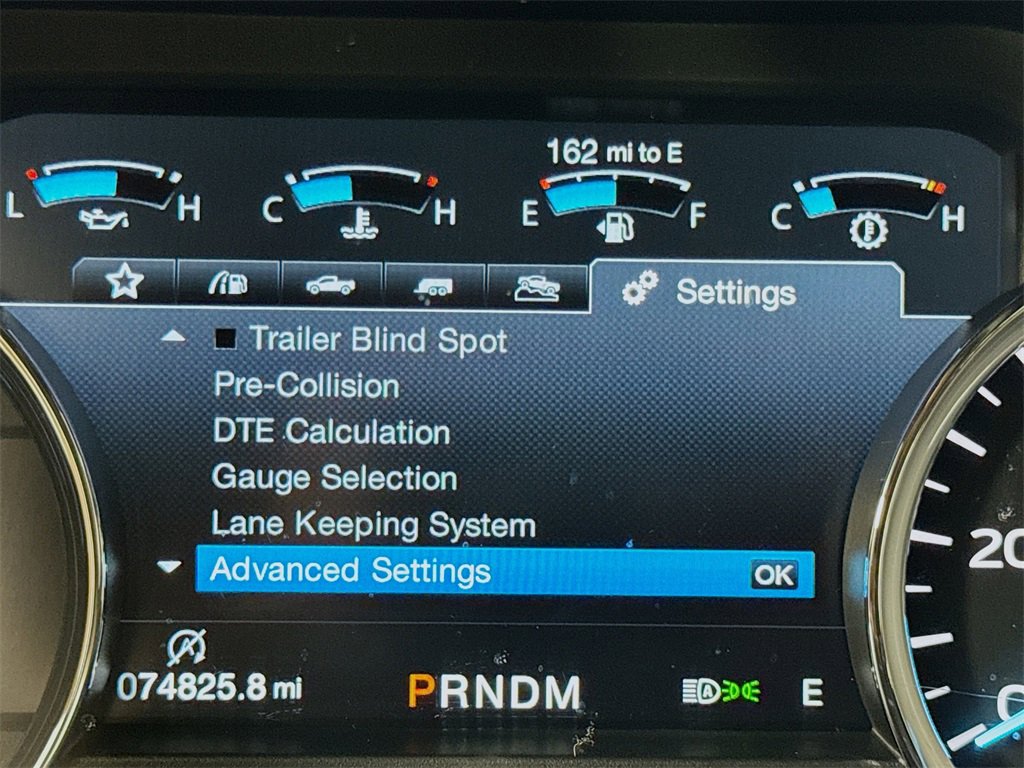 162 mi to E
L H C H E F C H
Settings
Trailer Blind Spot
Pre-Collision
DTE Calculation
Gauge Selection
Lane Keeping System
Advanced Settings OK
20
074825.8 mi PRNDM A E
0